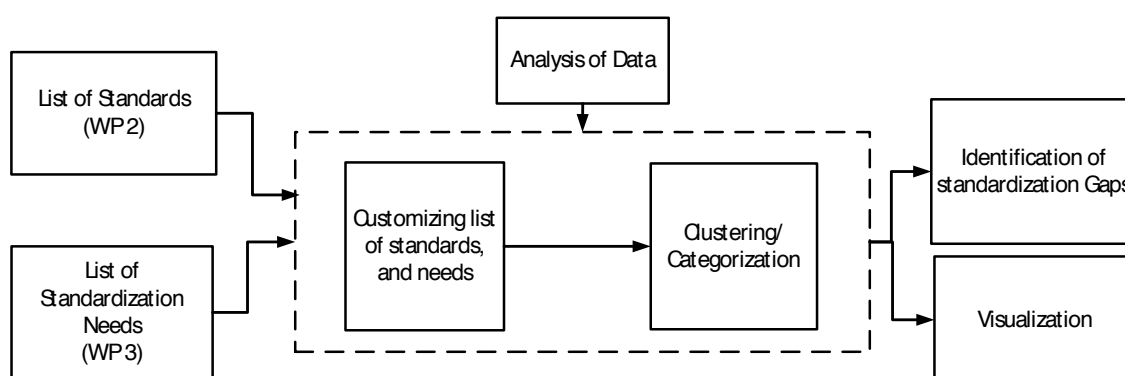 Analysis of Data
List of Standards
(WP2)
List of
Standardization
Needs
(WP3)
Customizing list
of standards,
and needs
Clustering/
Categorization
Identification of
standardization Gaps
Visualization